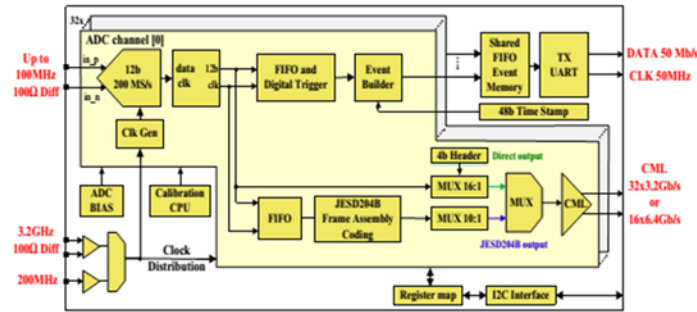 32x
ADC channel [0]
Up to
100MHz
100Ω Diff
in_p
in_n
12b
200 MS/s
data
clk
12b
clk
FIFO and
Digital Trigger
Event
Builder
Shared
FIFO
Event
Memory
TX
UART
DATA 50 Mb/s
CLK 50MHz
48b Time Stamp
Clk Gen
4b Header
Direct output
MUX 16:1
ADC
BIAS
Calibration
CPU
FIFO
JESD204B
Frame Assembly
Coding
MUX 10:1
MUX
CML
JESD204B output
CML
32x3.2Gb/s
or
16x6.4Gb/s
3.2GHz
100Ω Diff
200MHz
Clock
Distribution
Register map
I2C Interface